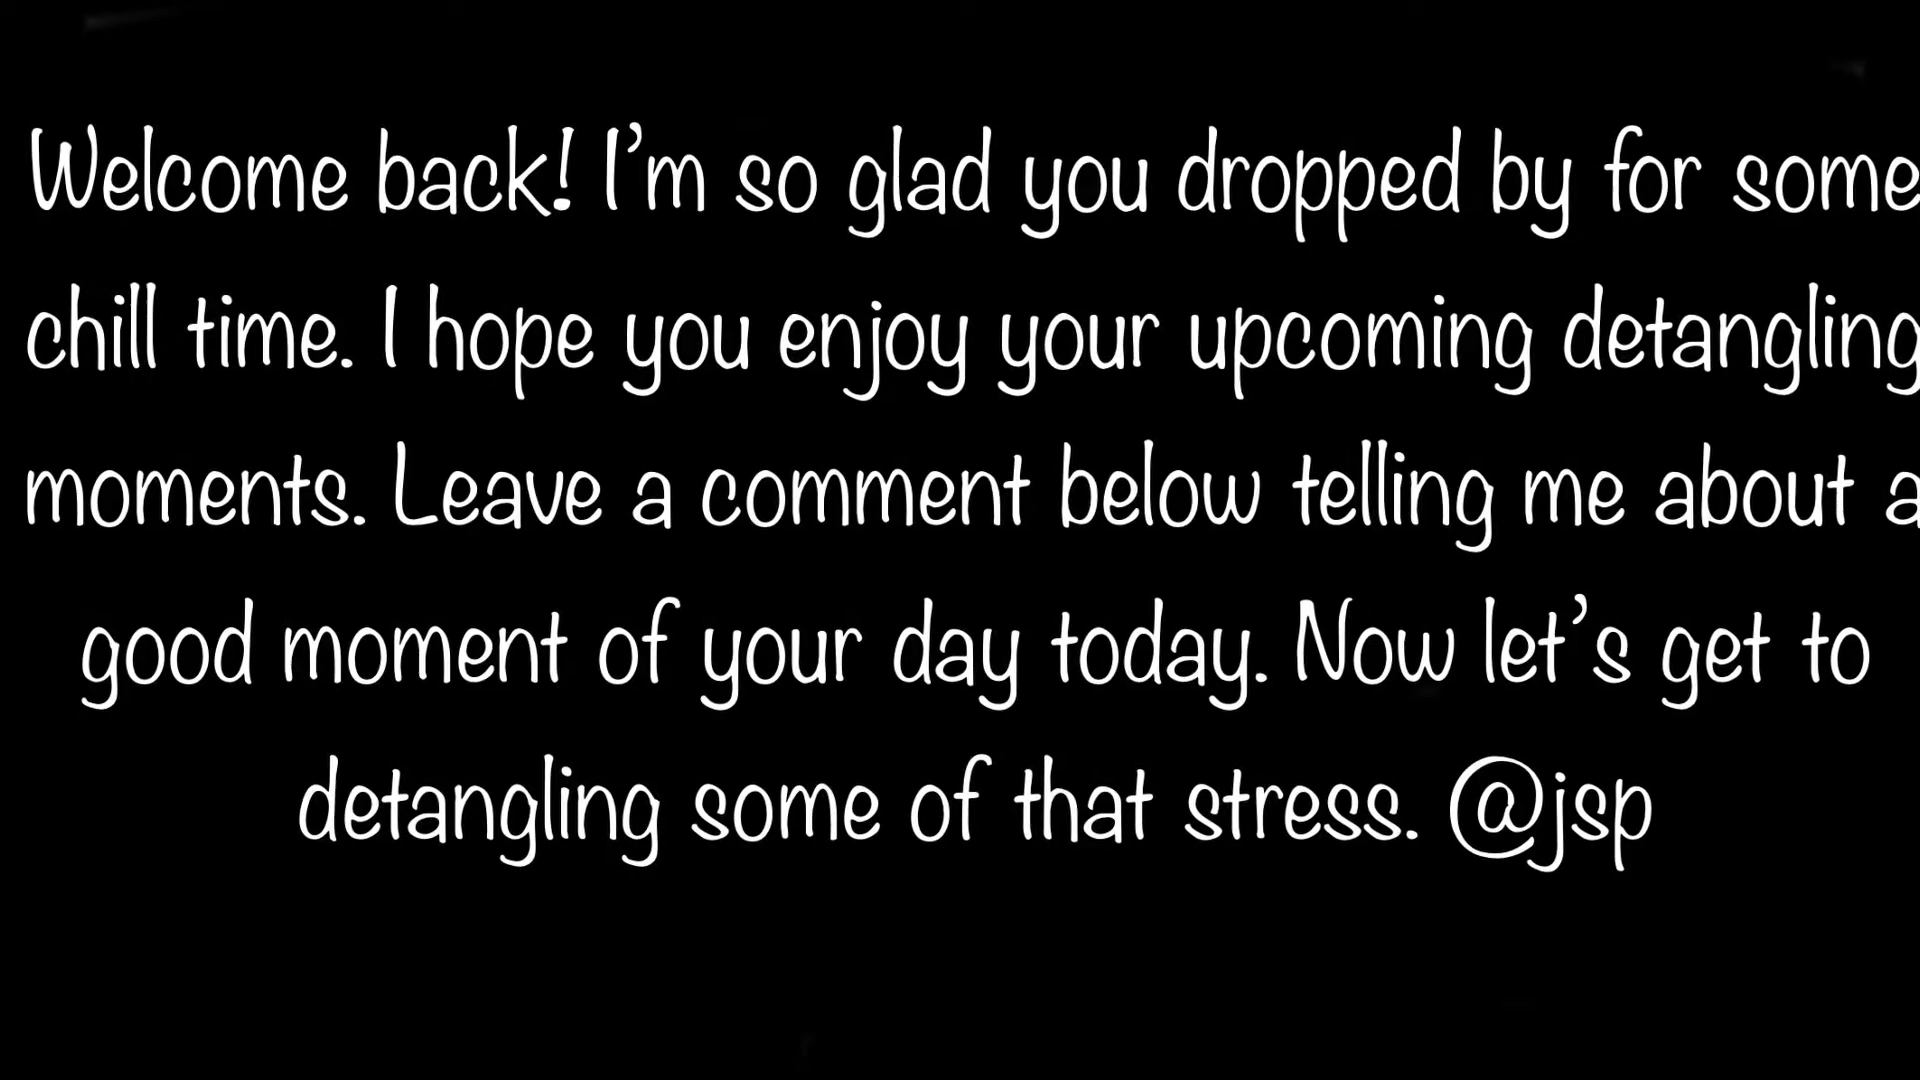 Welcome back! I’m so glad you dropped by for some
chill time. I hope you enjoy your upcoming detangling
moments. Leave a comment below telling me about a
good moment of your day today. Now let’s get to
detangling some of that stress. @jsp